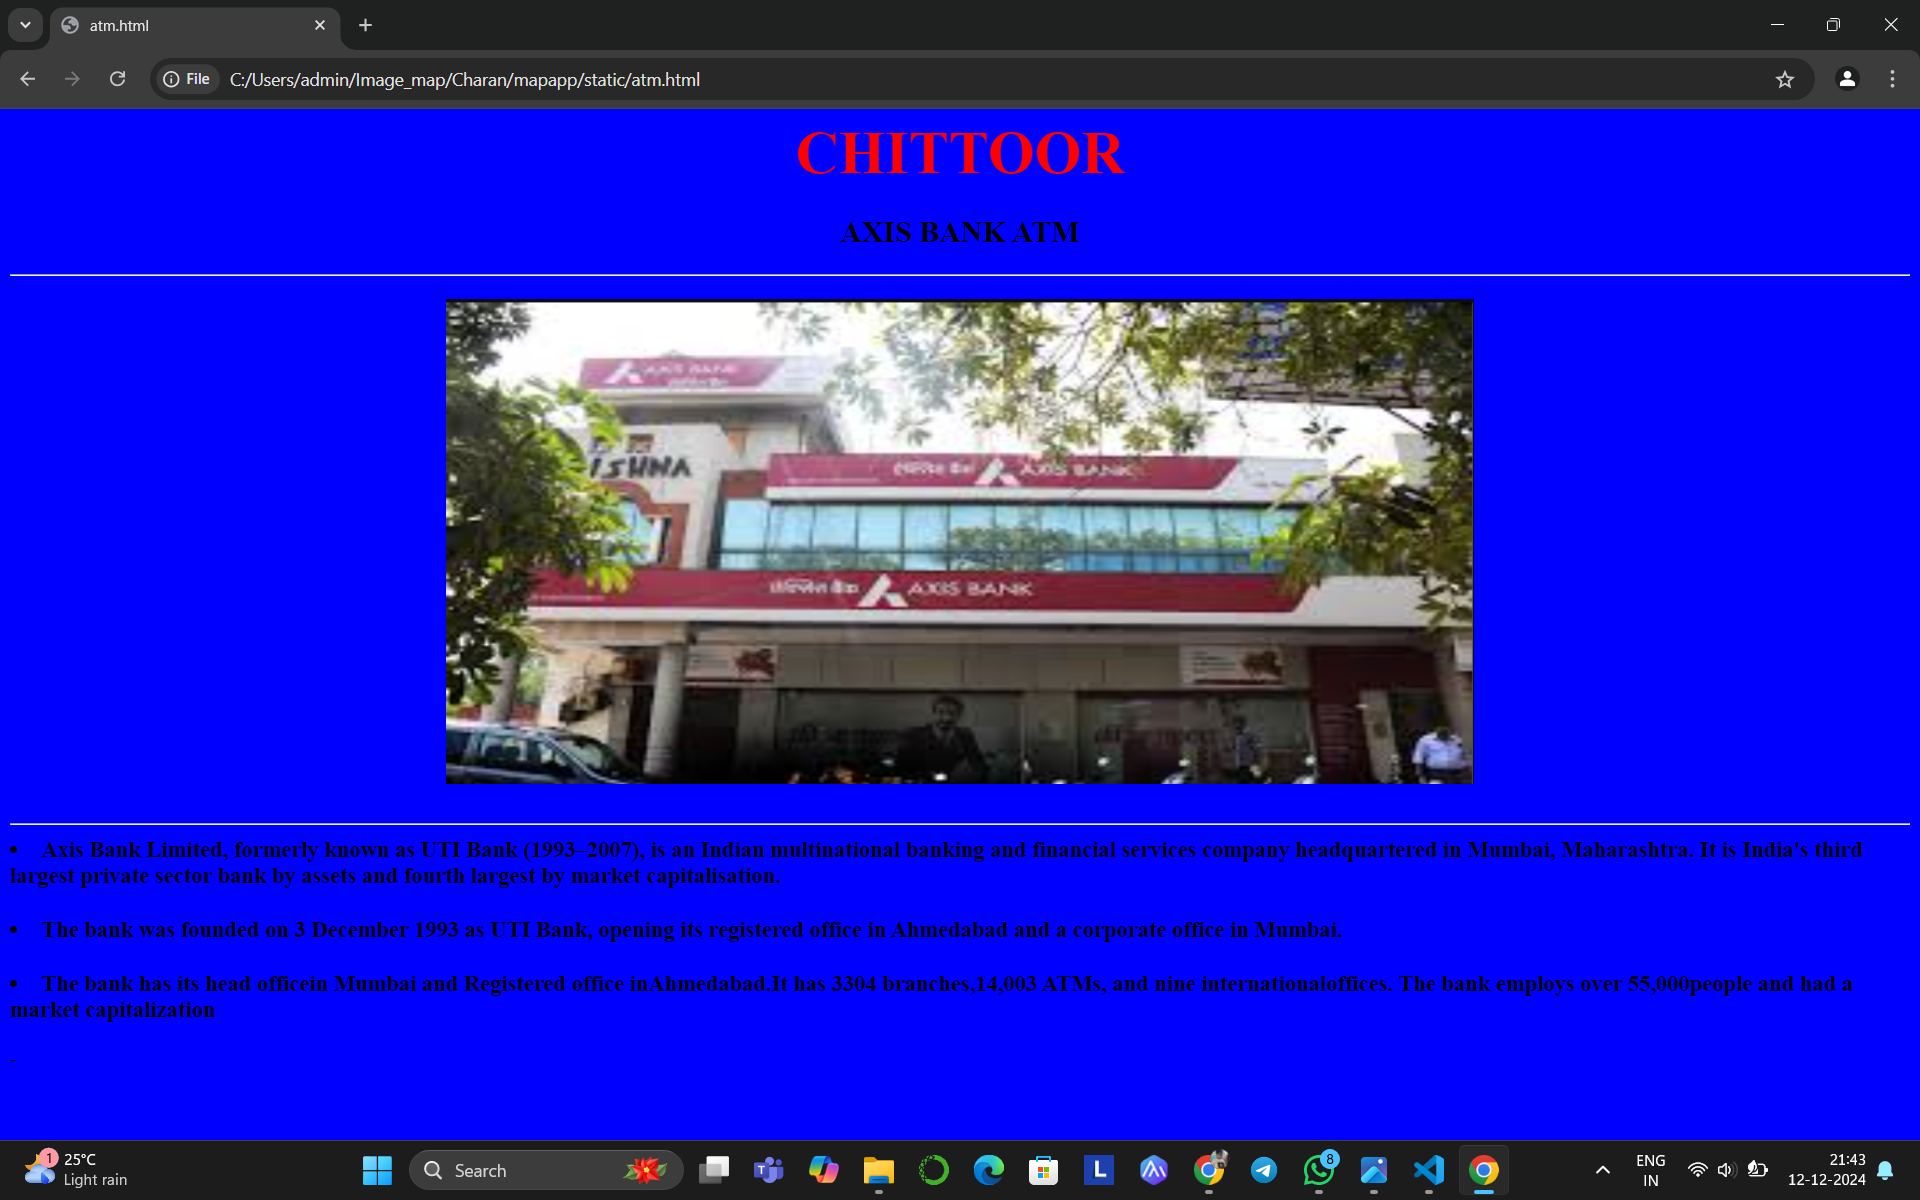 atm.html
File
C:/Users/admin/Image_map/Charan/mapapp/static/atm.html
CHITTOOR
AXIS BANK ATM
AXIS BANK
ISHNA
AXIS BANK
AXIS BANK
• Axis Bank Limited, formerly known as UTI Bank (1993–2007), is an Indian multinational banking and financial services company headquartered in Mumbai, Maharashtra. It is India's third
largest private sector bank by assets and fourth largest by market capitalisation.
• The bank was founded on 3 December 1993 as UTI Bank, opening its registered office in Ahmedabad and a corporate office in Mumbai.
• The bank has its head officein Mumbai and Registered office inAhmedabad.It has 3304 branches,14,003 ATMs, and nine internationaloffices. The bank employs over 55,000people and had a
market capitalization
-
1
25°C
Light rain
Search
L
8
ENG
IN
21:43
12-12-2024